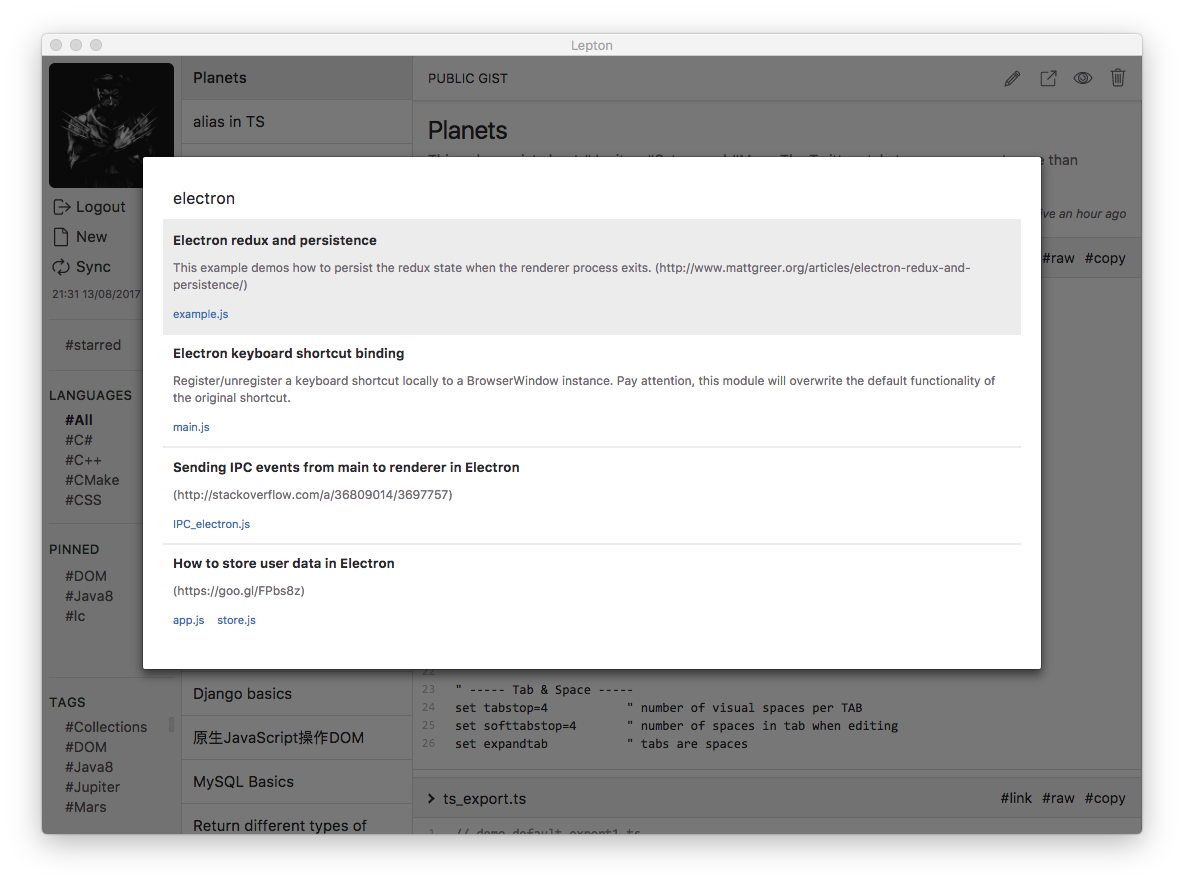 Lepton
Logout
New
Sync
21:31 13/08/2017
#starred
LANGUAGES
#All
#C#
#C++
#CMake
#CSS
PINNED
#DOM
#Java8
#lc
TAGS
#Collections
#DOM
#Java8
#Jupiter
#Mars
Planets
alias in TS
Django basics
原生JavaScript操作DOM
MySQL Basics
Return different types of
PUBLIC GIST
Planets
than
an hour ago
#raw #copy
electron
Electron redux and persistence
This example demos how to persist the redux state when the renderer process exits. (http://www.mattgreer.org/articles/electron-redux-and-
persistence/)
example.js
Electron keyboard shortcut binding
Register/unregister a keyboard shortcut locally to a BrowserWindow instance. Pay attention, this module will overwrite the default functionality of
the original shortcut.
main.js
Sending IPC events from main to renderer in Electron
(http://stackoverflow.com/a/36809014/3697757)
IPC_electron.js
How to store user data in Electron
(https://goo.gl/FPbs8z)
app.js store.js
22
23 " ----- Tab & Space -----
24 set tabstop=4 " number of visual spaces per TAB
25 set softtabstop=4 " number of spaces in tab when editing
26 set expandtab " tabs are spaces
ts_export.ts #link #raw #copy
1 // demo default export1.ts